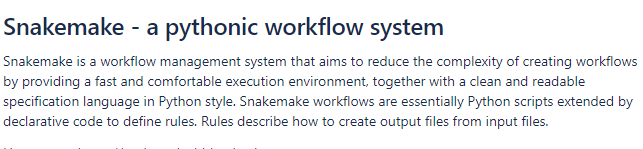 Snakemake - a pythonic workflow system
Snakemake is a workflow management system that aims to reduce the complexity of creating workflows
by providing a fast and comfortable execution environment, together with a clean and readable
specification language in Python style. Snakemake workflows are essentially Python scripts extended by
declarative code to define rules. Rules describe how to create output files from input files.